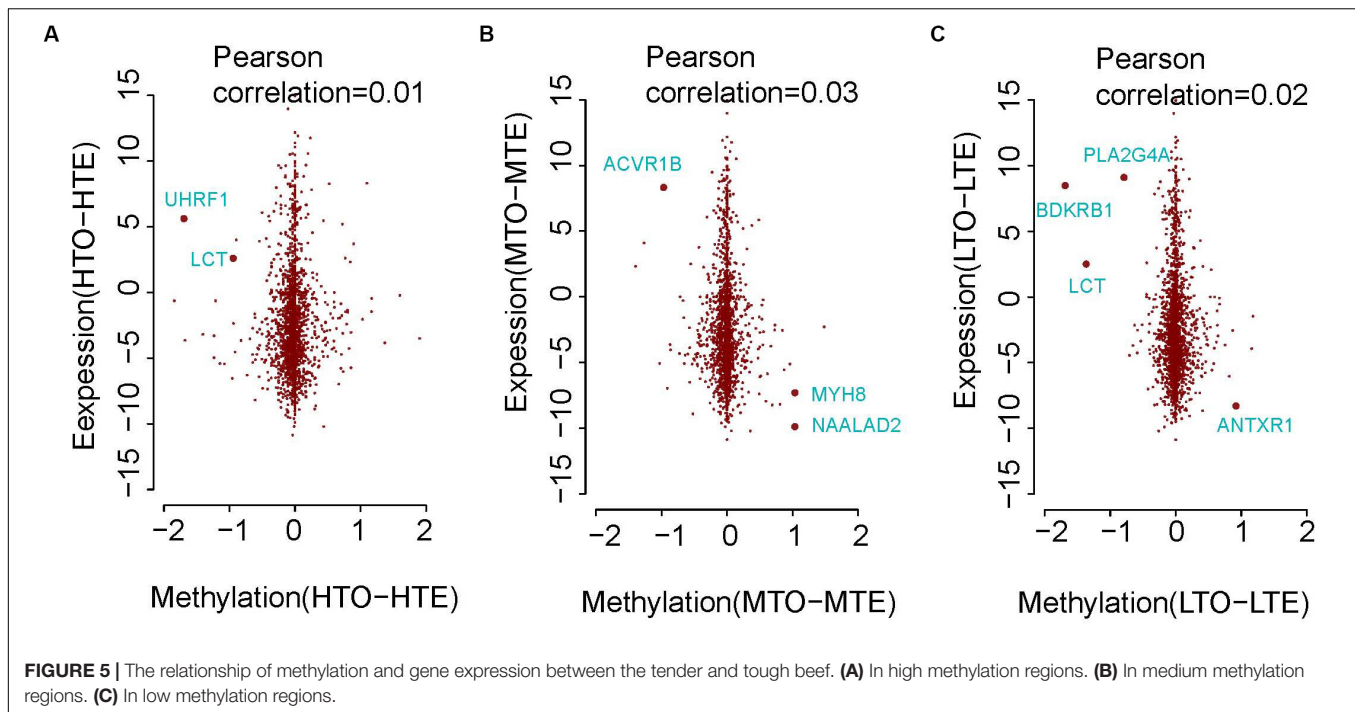 A
Pearson
correlation=0.01
Eexpession(HTO−HTE)
15
10
5
0
−5
−10
−15
UHRF1
LCT
−2 −1 0 1 2
Methylation(HTO−HTE)
B
Pearson
correlation=0.03
Expession(MTO−MTE)
15
10
5
0
−5
−10
−15
ACVR1B
MYH8
NAALAD2
−2 −1 0 1 2
Methylation(MTO−MTE)
C
Pearson
correlation=0.02
Expession(LTO−LTE)
15
10
5
0
−5
−10
−15
PLA2G4A
BDKRB1
LCT
ANTXR1
−2 −1 0 1 2
Methylation(LTO−LTE)
FIGURE 5 | The relationship of methylation and gene expression between the tender and tough beef. (A) In high methylation regions. (B) In medium methylation
regions. (C) In low methylation regions.